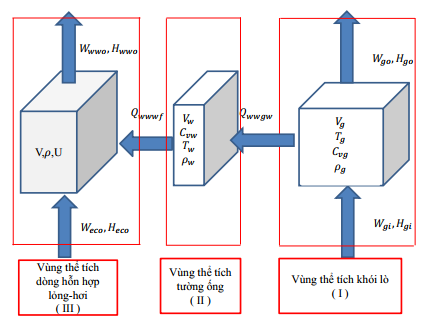 W_wwo, H_wwo
W_go, H_go
Q_wwwf
Q_wwgw
V,ρ,U
V_w
C_vw
T_w
ρ_w
V_g
T_g
C_vg
ρ_g
W_eco, H_eco
W_gi, H_gi
Vùng thể tích
dòng hỗn hợp
lỏng-hơi
( III )
Vùng thể tích
tường ống
( II )
Vùng thể tích khói lò
( I )